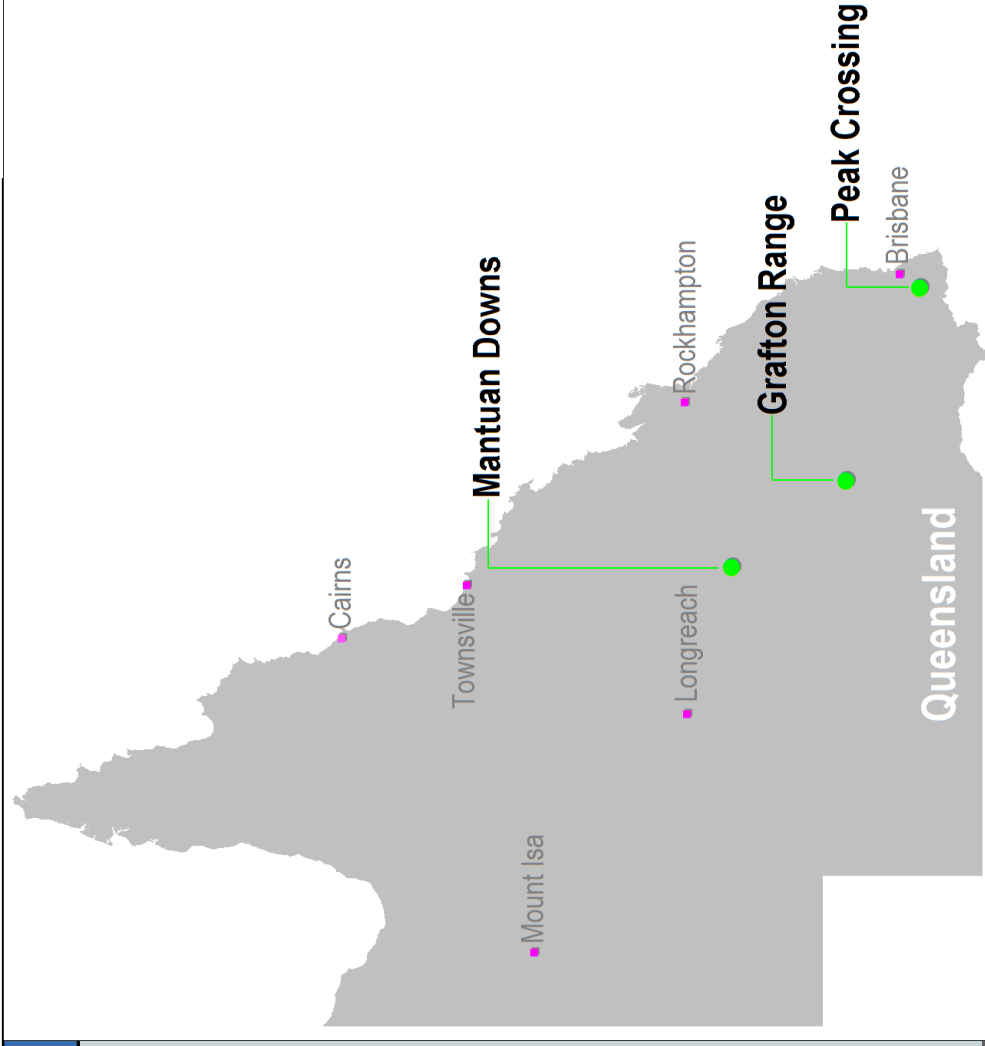 Cairns
Townsville
Mantuan Downs
Mount Isa
Longreach
Rockhampton
Grafton Range
Peak Crossing
Brisbane
Queensland